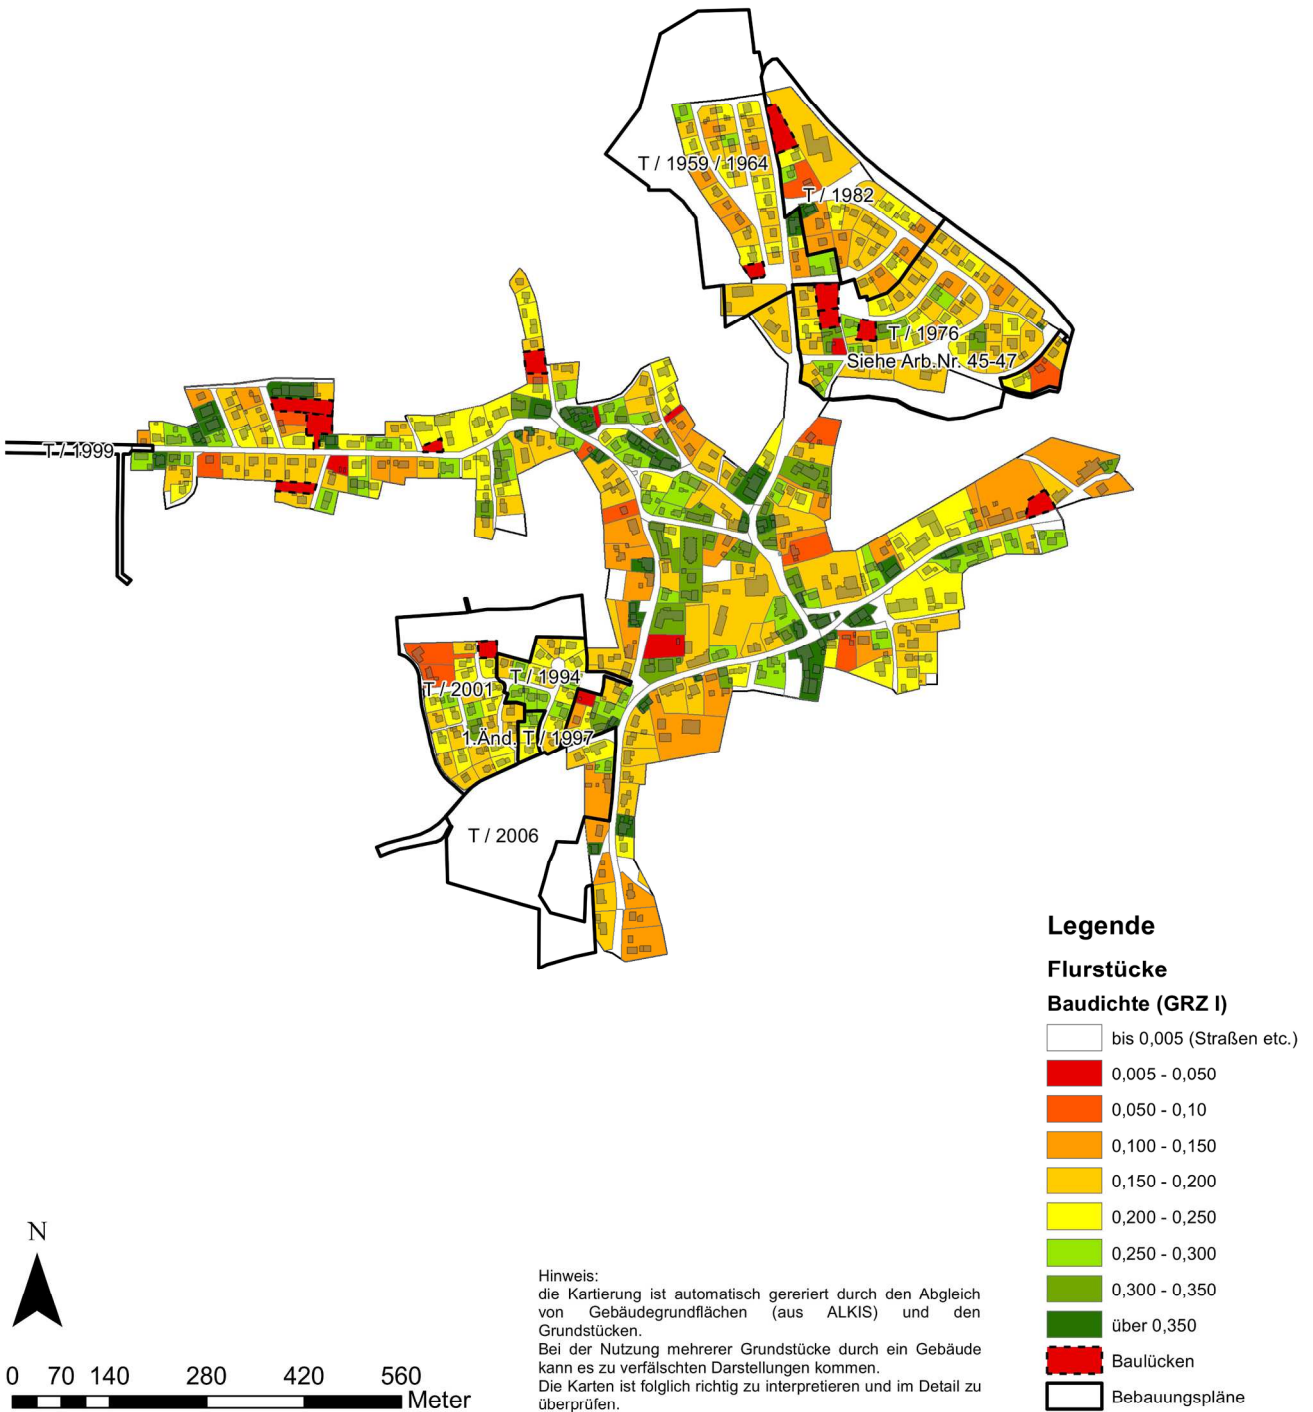 T / 1959 / 1964
T / 1982
T / 1976
Siehe Arb.Nr. 45-47
T / 1999
T / 1994
T / 2001
1.Änd. T / 1997
T / 2006
Legende
Flurstücke
Baudichte (GRZ I)
bis 0,005 (Straßen etc.)
0,005 - 0,050
0,050 - 0,10
0,100 - 0,150
0,150 - 0,200
0,200 - 0,250
0,250 - 0,300
0,300 - 0,350
über 0,350
Baulücken
Bebauungspläne
N
0 70 140 280 420 560
Meter
Hinweis:
die Kartierung ist automatisch gereriert durch den Abgleich
von Gebäudegrundflächen (aus ALKIS) und den
Grundstücken.
Bei der Nutzung mehrerer Grundstücke durch ein Gebäude
kann es zu verfälschten Darstellungen kommen.
Die Karten ist folglich richtig zu interpretieren und im Detail zu
überprüfen.